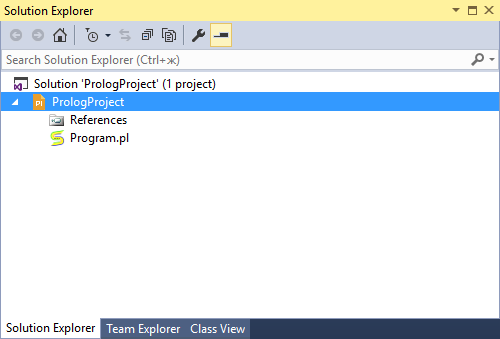 Solution Explorer
Search Solution Explorer (Ctrl+ж)
Solution 'PrologProject' (1 project)
PrologProject
References
Program.pl
Solution Explorer Team Explorer Class View